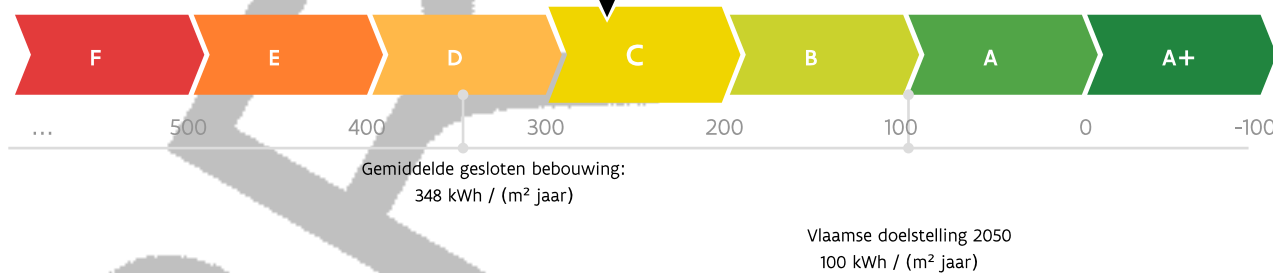 F E D C B A A+
... 500 400 300 200 100 0 -100
Gemiddelde gesloten bebouwing:
348 kWh / (m² jaar)
Vlaamse doelstelling 2050
100 kWh / (m² jaar)